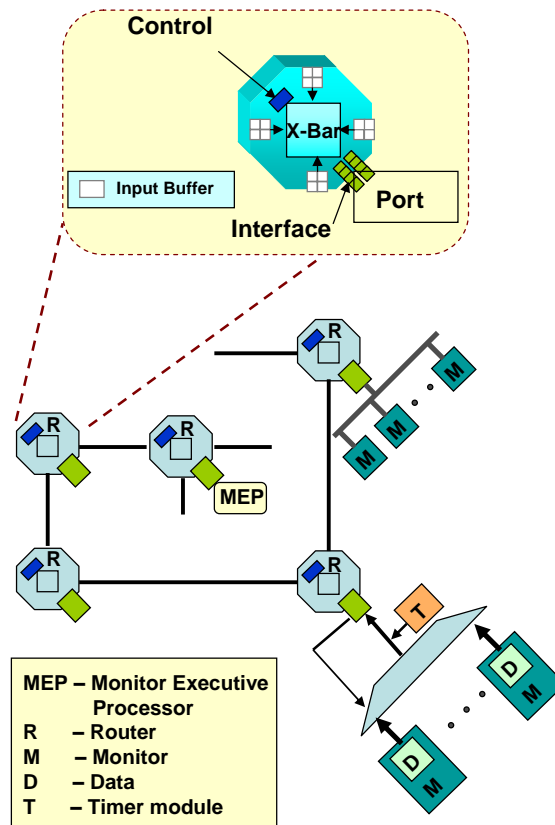 Control
X-Bar
Input Buffer
Port
Interface
R
M
R
R
M
M
MEP
R
R
T
D
M
D
M
MEP – Monitor Executive
Processor
R – Router
M – Monitor
D – Data
T – Timer module